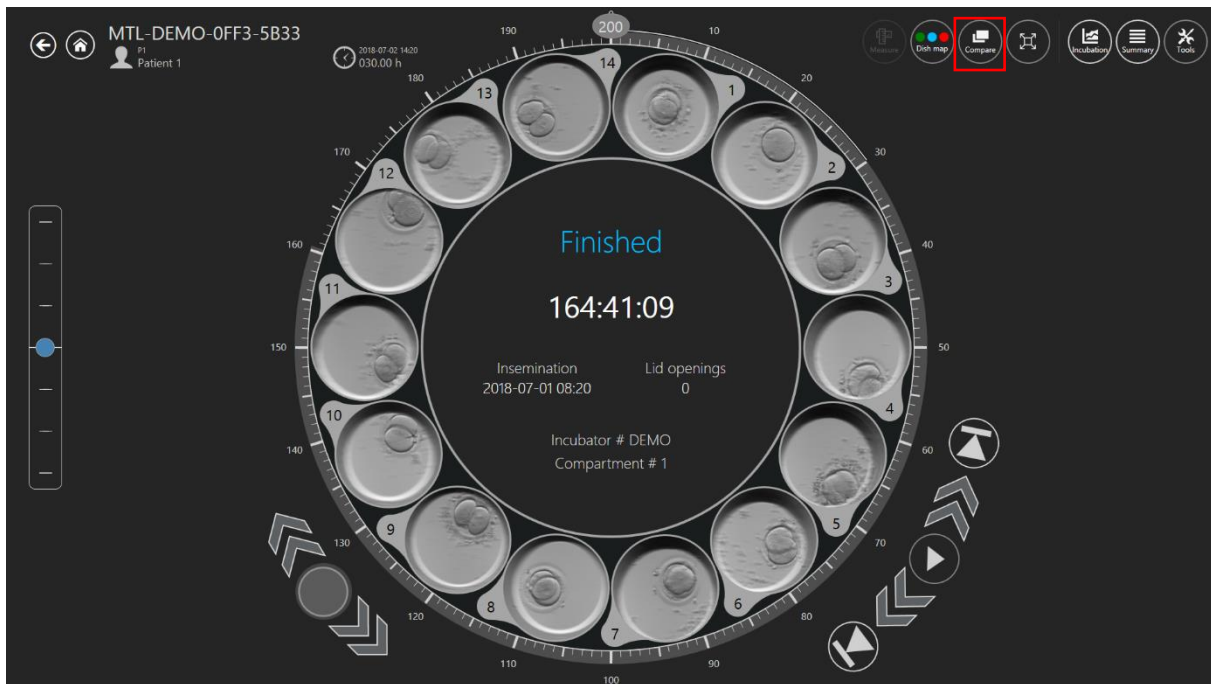 MTL-DEMO-0FF3-5B33
P1
Patient 1
2018-07-02 14:20
030.00 h
Measure
Dish map
Compare
Incubation
Summary
Tools
200
10
20
30
40
50
60
70
80
90
100
110
120
130
140
150
160
170
180
190
1
2
3
4
5
6
7
8
9
10
11
12
13
14
Finished
164:41:09
Insemination
2018-07-01 08:20
Lid openings
0
Incubator # DEMO
Compartment # 1